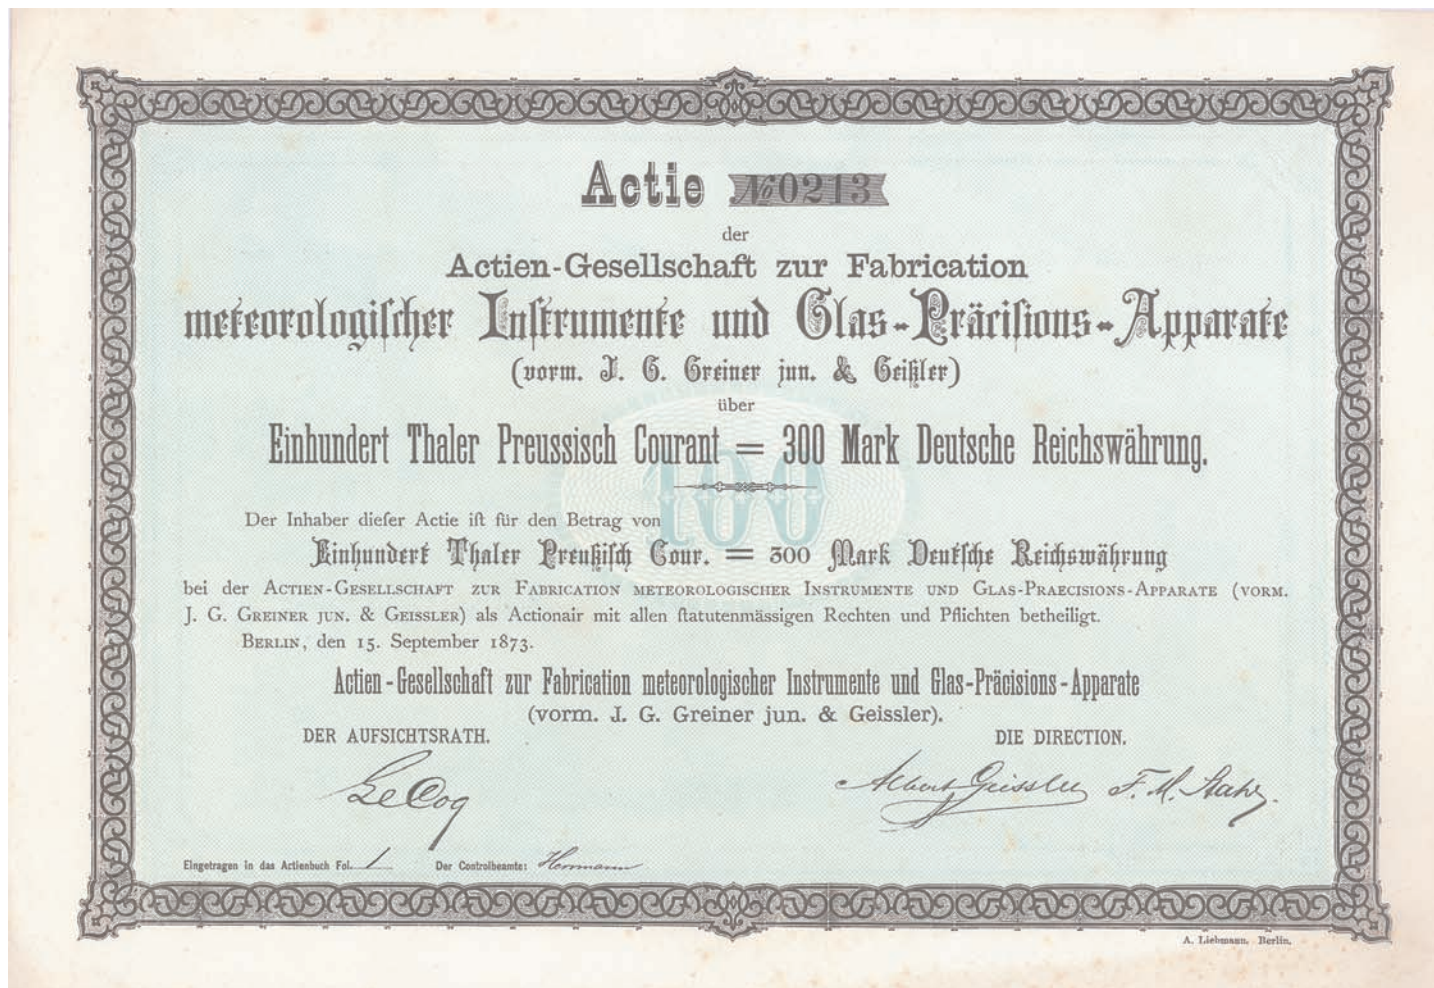 Actie № 0213
der
Actien-Gesellschaft zur Fabrication
meteorologiſcher Inſtrumente und Glas-Präciſions-Apparate
(vorm. J. G. Greiner jun. & Geißler)
über
Einhundert Thaler Preussisch Courant = 300 Mark Deutsche Reichswährung.
100
Der Inhaber dieſer Actie iſt für den Betrag von
Einhundert Thaler Preußiſch Cour. = 300 Mark Deutſche Reichswährung
bei der ACTIEN-GESELLSCHAFT ZUR FABRICATION METEOROLOGISCHER INSTRUMENTE UND GLAS-PRAECISIONS-APPARATE (VORM.
J. G. GREINER JUN. & GEISSLER) als Actionair mit allen ſtatutenmässigen Rechten und Pflichten betheiligt.
BERLIN, den 15. September 1873.
Actien-Gesellschaft zur Fabrication meteorologischer Instrumente und Glas-Präcisions-Apparate
(vorm. J. G. Greiner jun. & Geissler).
DER AUFSICHTSRATH. DIE DIRECTION.
LeCoq Albert Geissler F. M.
Eingetragen in das Actienbuch Fol. 1 Der Controlbeamte: Herrmann
A. Liebmann, Berlin.